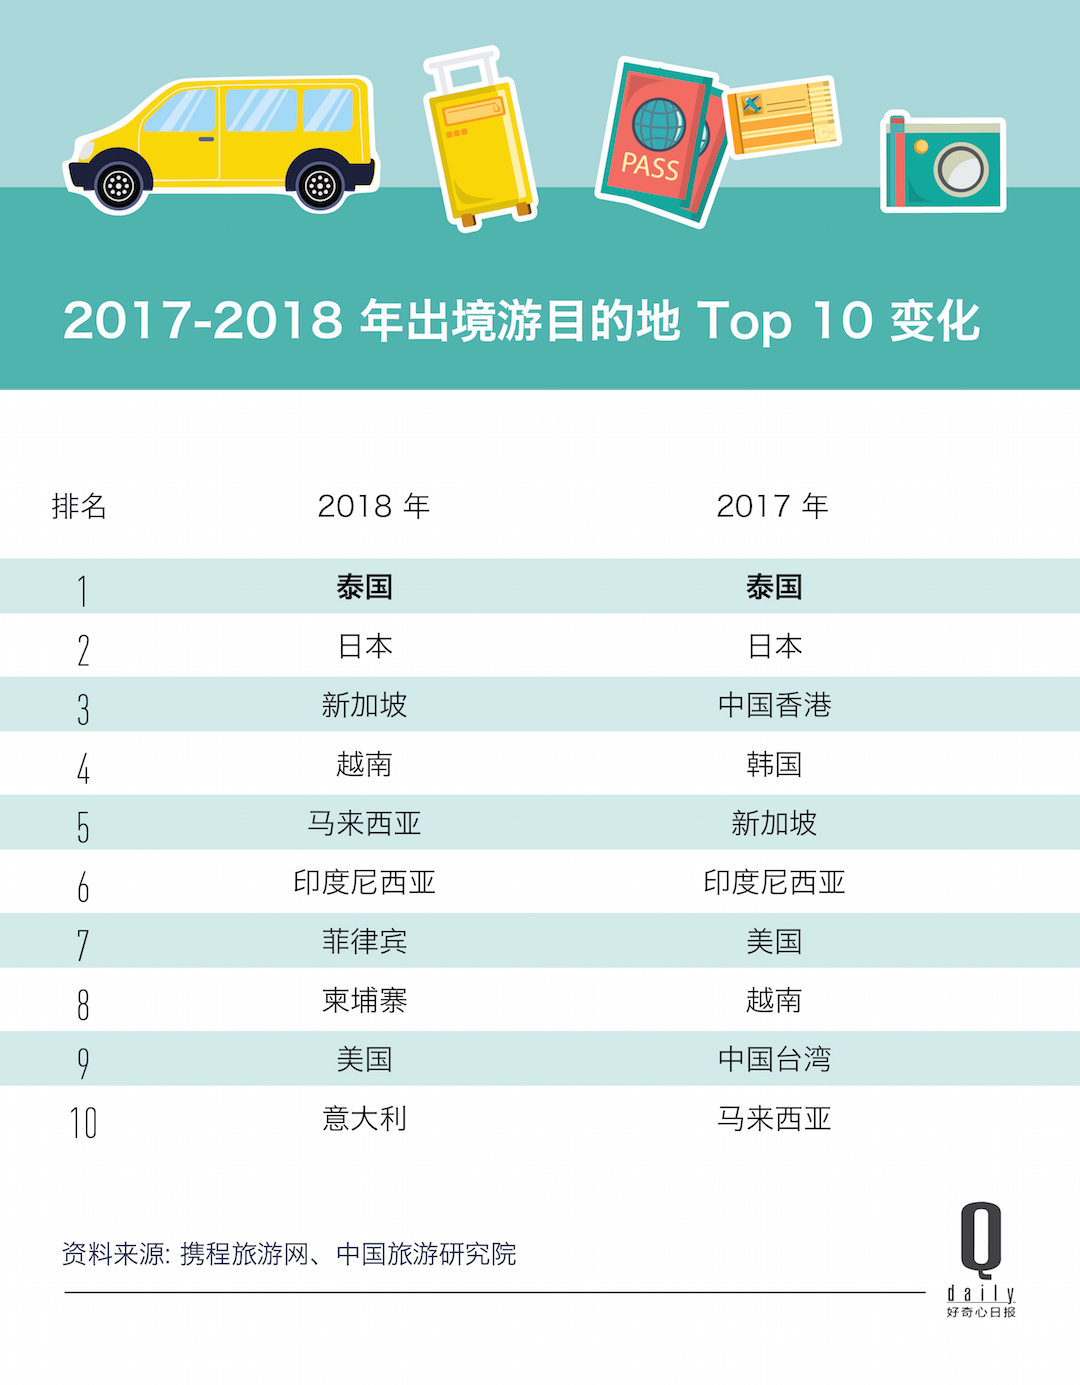 PASS
2017-2018 年出境游目的地 Top 10 变化
排名 2018 年 2017 年
1 泰国 泰国
2 日本 日本
3 新加坡 中国香港
4 越南 韩国
5 马来西亚 新加坡
6 印度尼西亚 印度尼西亚
7 菲律宾 美国
8 柬埔寨 越南
9 美国 中国台湾
10 意大利 马来西亚
资料来源: 携程旅游网、中国旅游研究院
Q
daily
好奇心日报